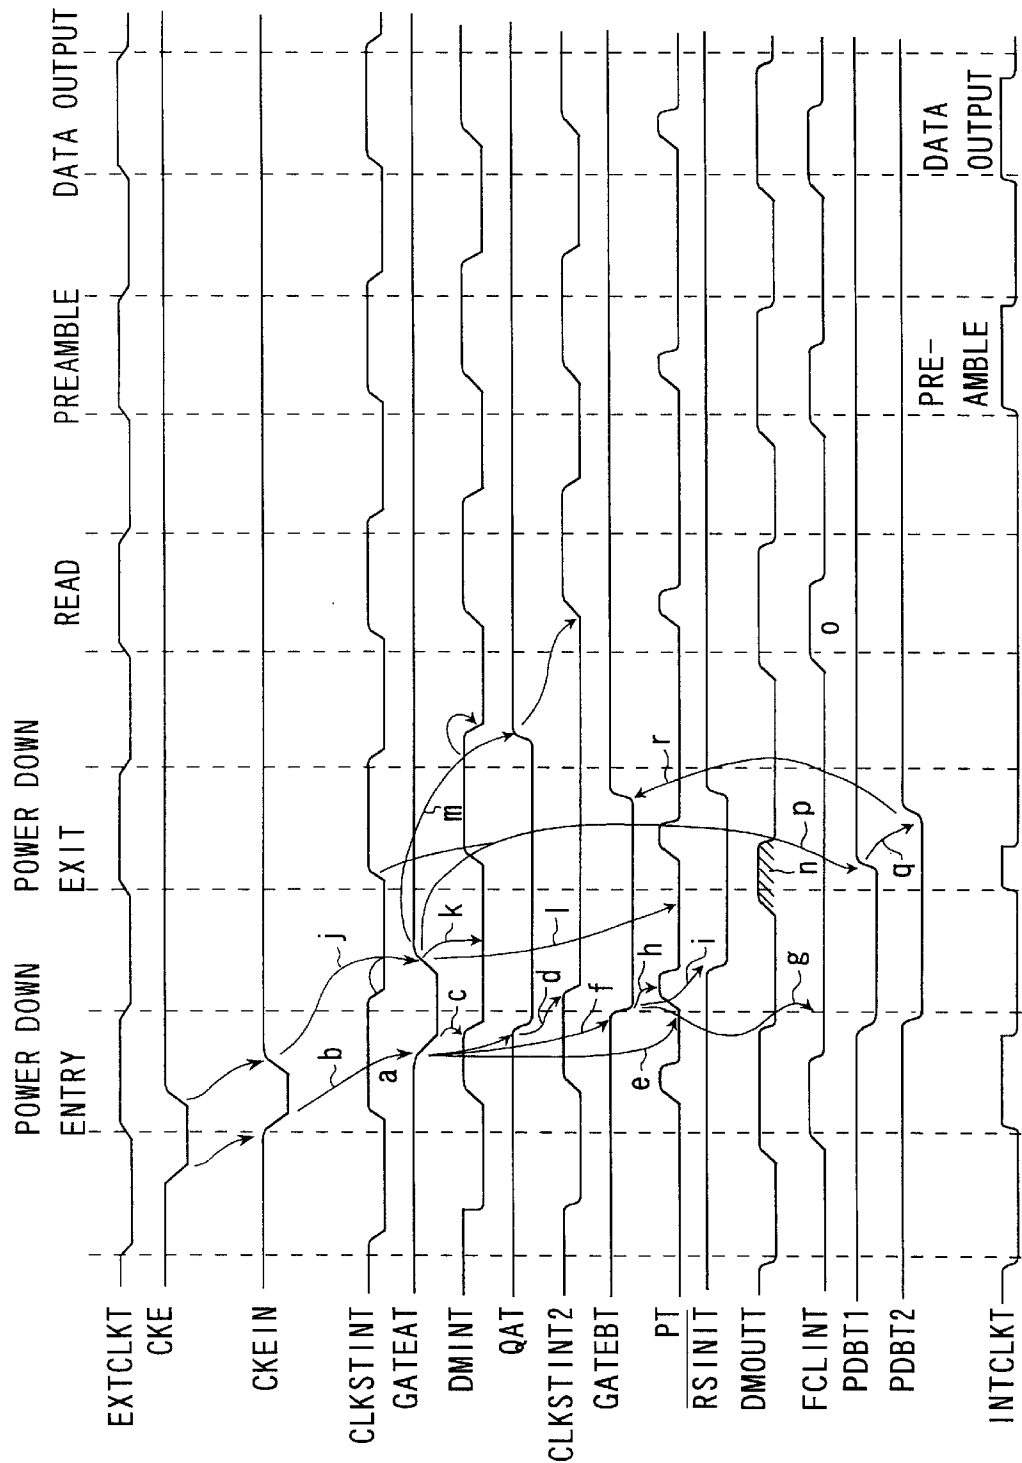 POWER DOWN
ENTRY
POWER DOWN
EXIT
READ
PREAMBLE
DATA OUTPUT
EXTCLKT
CKE
CKEIN
b
j
CLKSTINT
a
GATEAT
c
k
m
DMINT
QAT
d
l
CLKSTINT2
f
GATEBT
h
r
e
PT
i
RSINIT
DMOUTT
g
n
p
FCLINT
o
PDBT1
q
PDBT2
PRE-
AMBLE
DATA
OUTPUT
INTCLKT